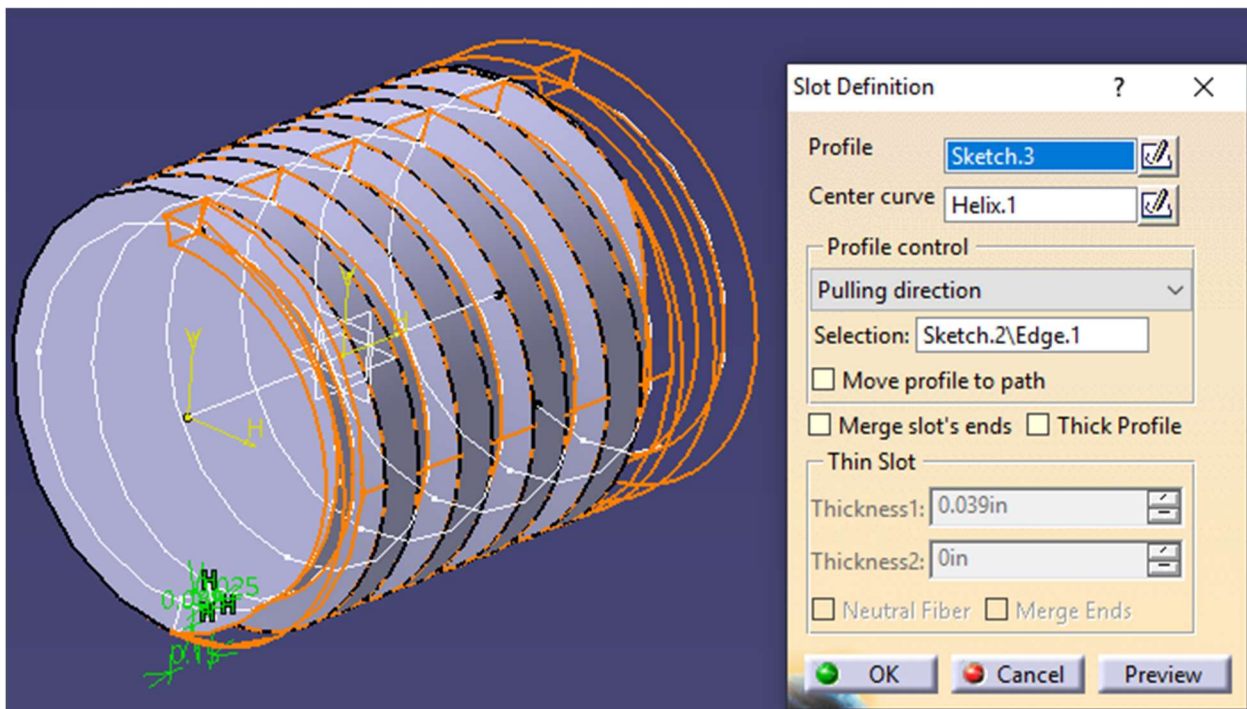 Slot Definition ? X
Profile Sketch.3
Center curve Helix.1
Profile control
Pulling direction
Selection: Sketch.2\Edge.1
Move profile to path
Merge slot's ends Thick Profile
Thin Slot
Thickness1: 0.039in
Thickness2: 0in
Neutral Fiber Merge Ends
OK Cancel Preview
Y
H
Y
H
H
H
H